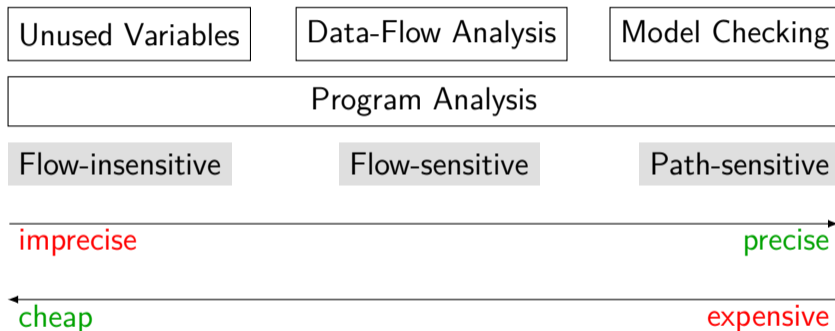 Unused Variables Data-Flow Analysis Model Checking
Program Analysis
Flow-insensitive Flow-sensitive Path-sensitive
imprecise precise
cheap expensive